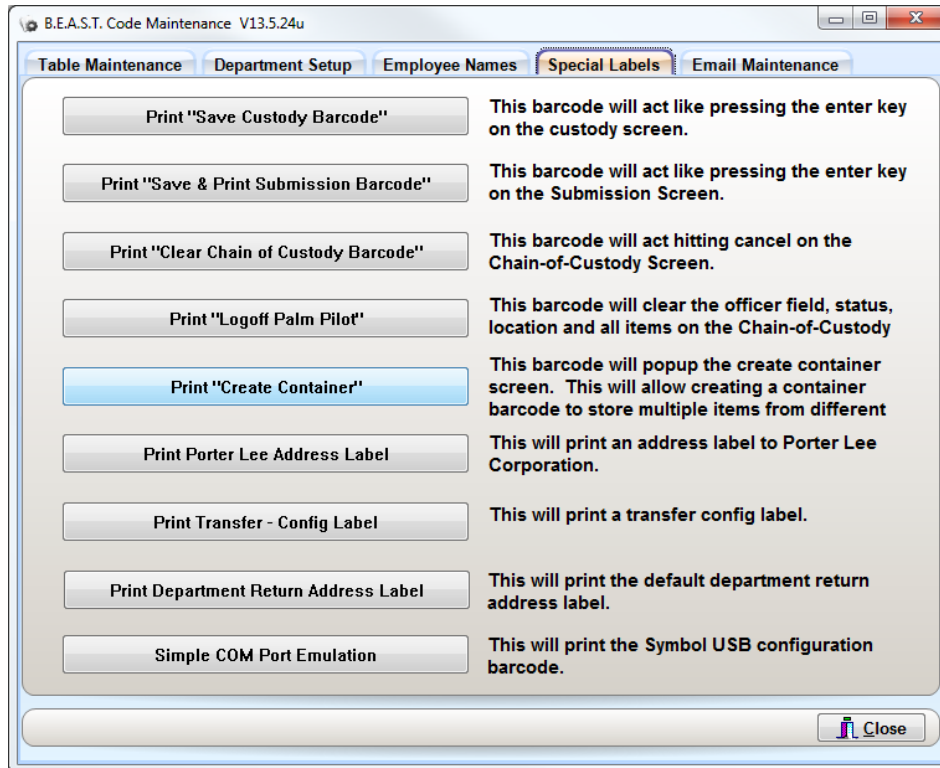 B.E.A.S.T. Code Maintenance V13.5.24u
Table Maintenance Department Setup Employee Names Special Labels Email Maintenance
Print "Save Custody Barcode"
This barcode will act like pressing the enter key
on the custody screen.
Print "Save & Print Submission Barcode"
This barcode will act like pressing the enter key
on the Submission Screen.
Print "Clear Chain of Custody Barcode"
This barcode will act hitting cancel on the
Chain-of-Custody Screen.
Print "Logoff Palm Pilot"
This barcode will clear the officer field, status,
location and all items on the Chain-of-Custody
Print "Create Container"
This barcode will popup the create container
screen. This will allow creating a container
barcode to store multiple items from different
Print Porter Lee Address Label
This will print an address label to Porter Lee
Corporation.
Print Transfer - Config Label
This will print a transfer config label.
Print Department Return Address Label
This will print the default department return
address label.
Simple COM Port Emulation
This will print the Symbol USB configuration
barcode.
Close